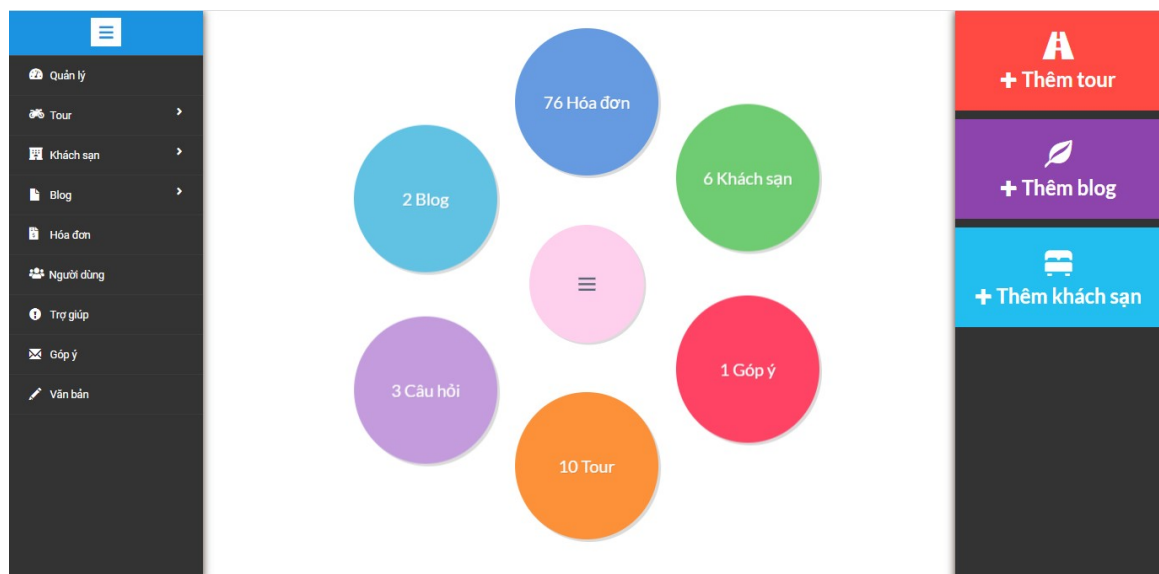 Quản lý
Tour
Khách sạn
Blog
Hóa đơn
Người dùng
Trợ giúp
Góp ý
Văn bản
76 Hóa đơn
2 Blog
6 Khách sạn
3 Câu hỏi
1 Góp ý
10 Tour
+ Thêm tour
+ Thêm blog
+ Thêm khách sạn